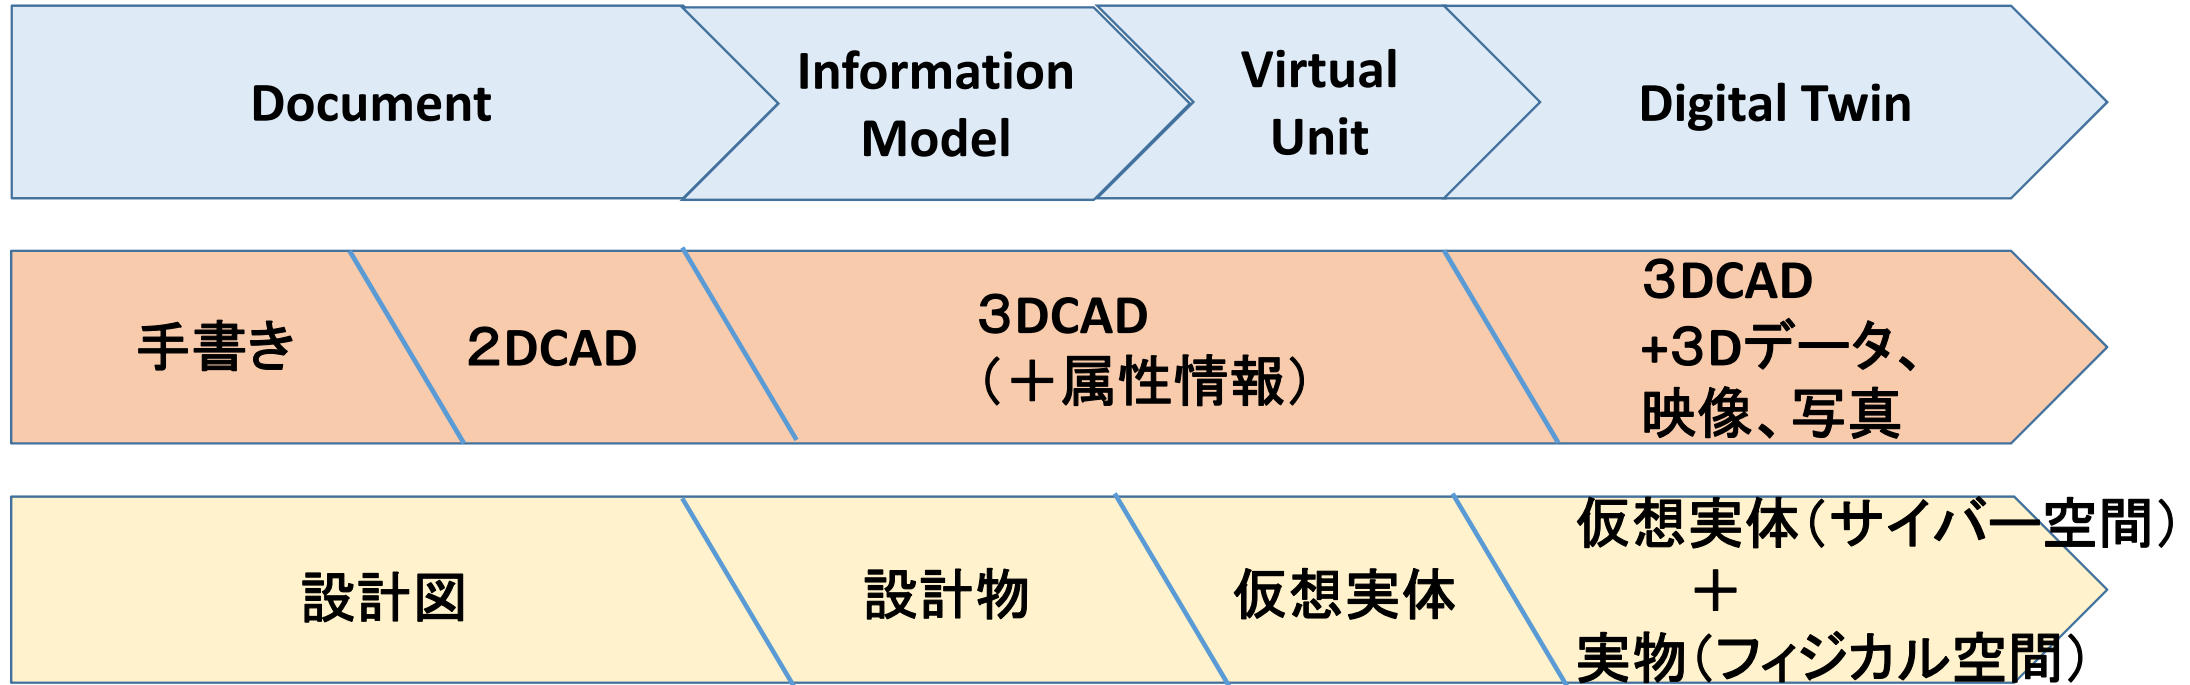 Document
Information
Model
Virtual
Unit
Digital Twin
手書き
２DCAD
３DCAD
（＋属性情報）
３DCAD
+３Dデータ、
映像、写真
設計図
設計物
仮想実体
仮想実体（サイバー空間）
＋
実物（フィジカル空間）